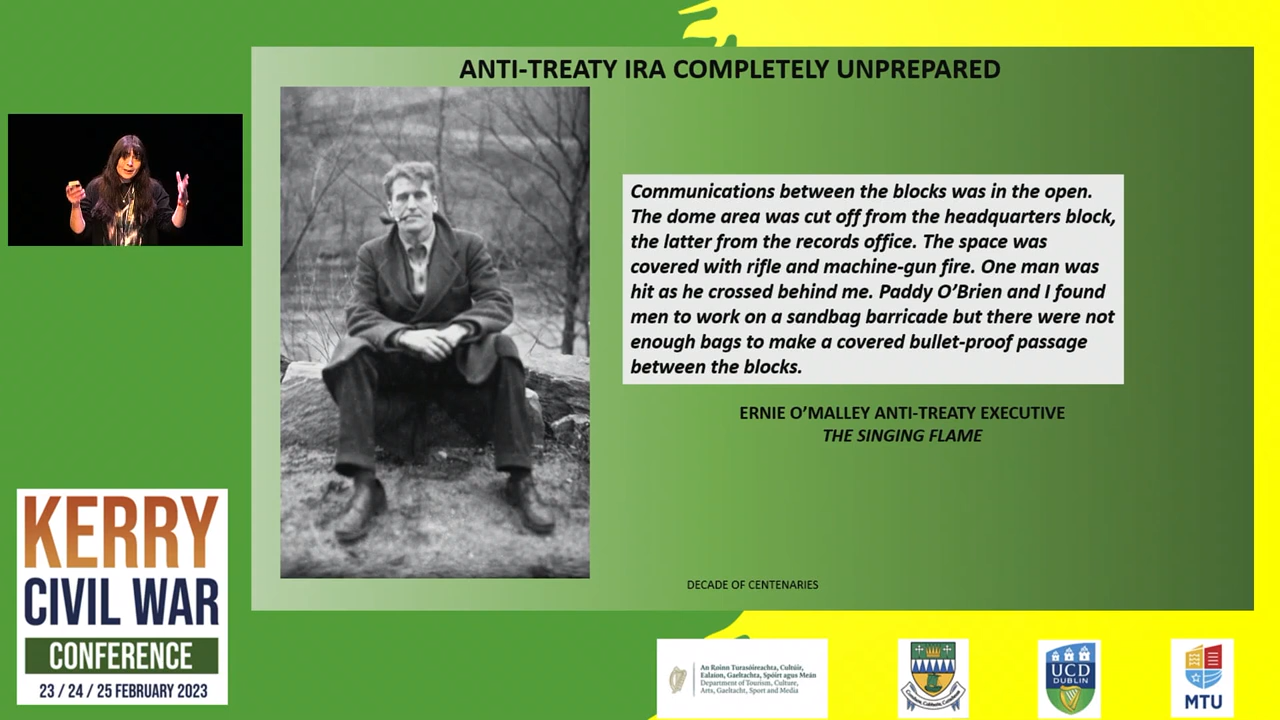 ANTI-TREATY IRA COMPLETELY UNPREPARED
Communications between the blocks was in the open.
The dome area was cut off from the headquarters block,
the latter from the records office. The space was
covered with rifle and machine-gun fire. One man was
hit as he crossed behind me. Paddy O’Brien and I found
men to work on a sandbag barricade but there were not
enough bags to make a covered bullet-proof passage
between the blocks.
ERNIE O’MALLEY ANTI-TREATY EXECUTIVE
THE SINGING FLAME
DECADE OF CENTENARIES
KERRY
CIVIL WAR
CONFERENCE
23 / 24 / 25 FEBRUARY 2023
An Roinn Turasóireachta, Cultúir,
Ealaíon, Gaeltachta, Spóirt agus Meán
Department of Tourism, Culture,
Arts, Gaeltacht, Sport and Media
UCD
DUBLIN
MTU